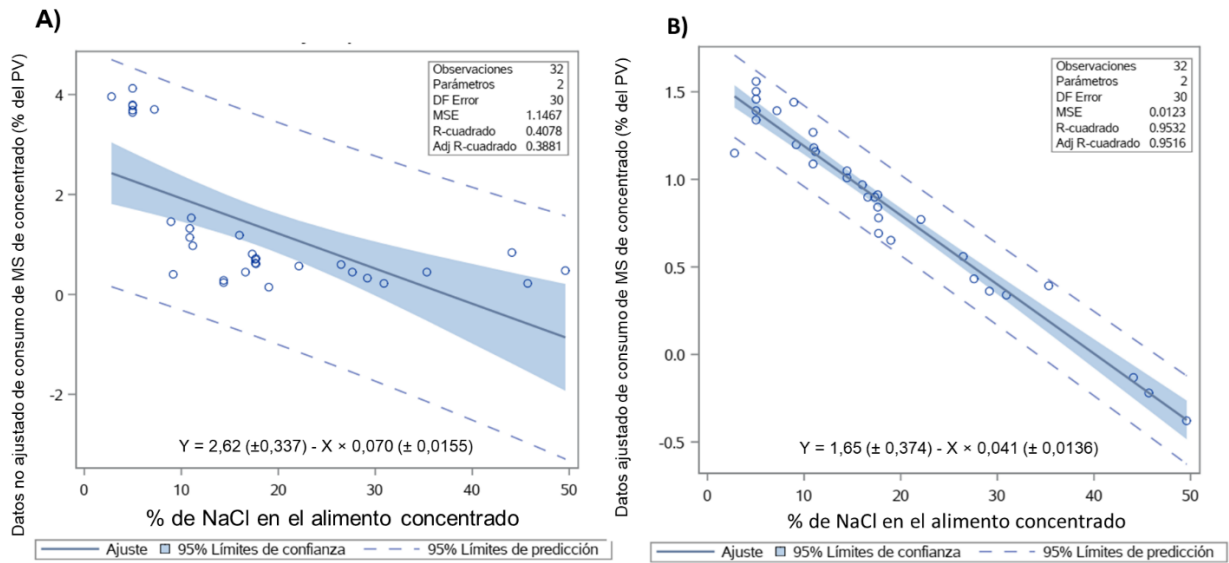 A)
Datos no ajustado de consumo de MS de concentrado (% del PV)
4
2
0
-2
Observaciones 32
Parámetros 2
DF Error 30
MSE 1.1467
R-cuadrado 0.4078
Adj R-cuadrado 0.3881
Y = 2,62 (±0,337) - X × 0,070 (± 0,0155)
0 10 20 30 40 50
% de NaCl en el alimento concentrado
Ajuste 95% Límites de confianza 95% Límites de predicción
B)
Datos ajustado de consumo de MS de concentrado (% del PV)
1.5
1.0
0.5
0.0
-0.5
Observaciones 32
Parámetros 2
DF Error 30
MSE 0.0123
R-cuadrado 0.9532
Adj R-cuadrado 0.9516
Y = 1,65 (± 0,374) - X × 0,041 (± 0,0136)
0 10 20 30 40 50
% de NaCl en el alimento concentrado
Ajuste 95% Límites de confianza 95% Límites de predicción